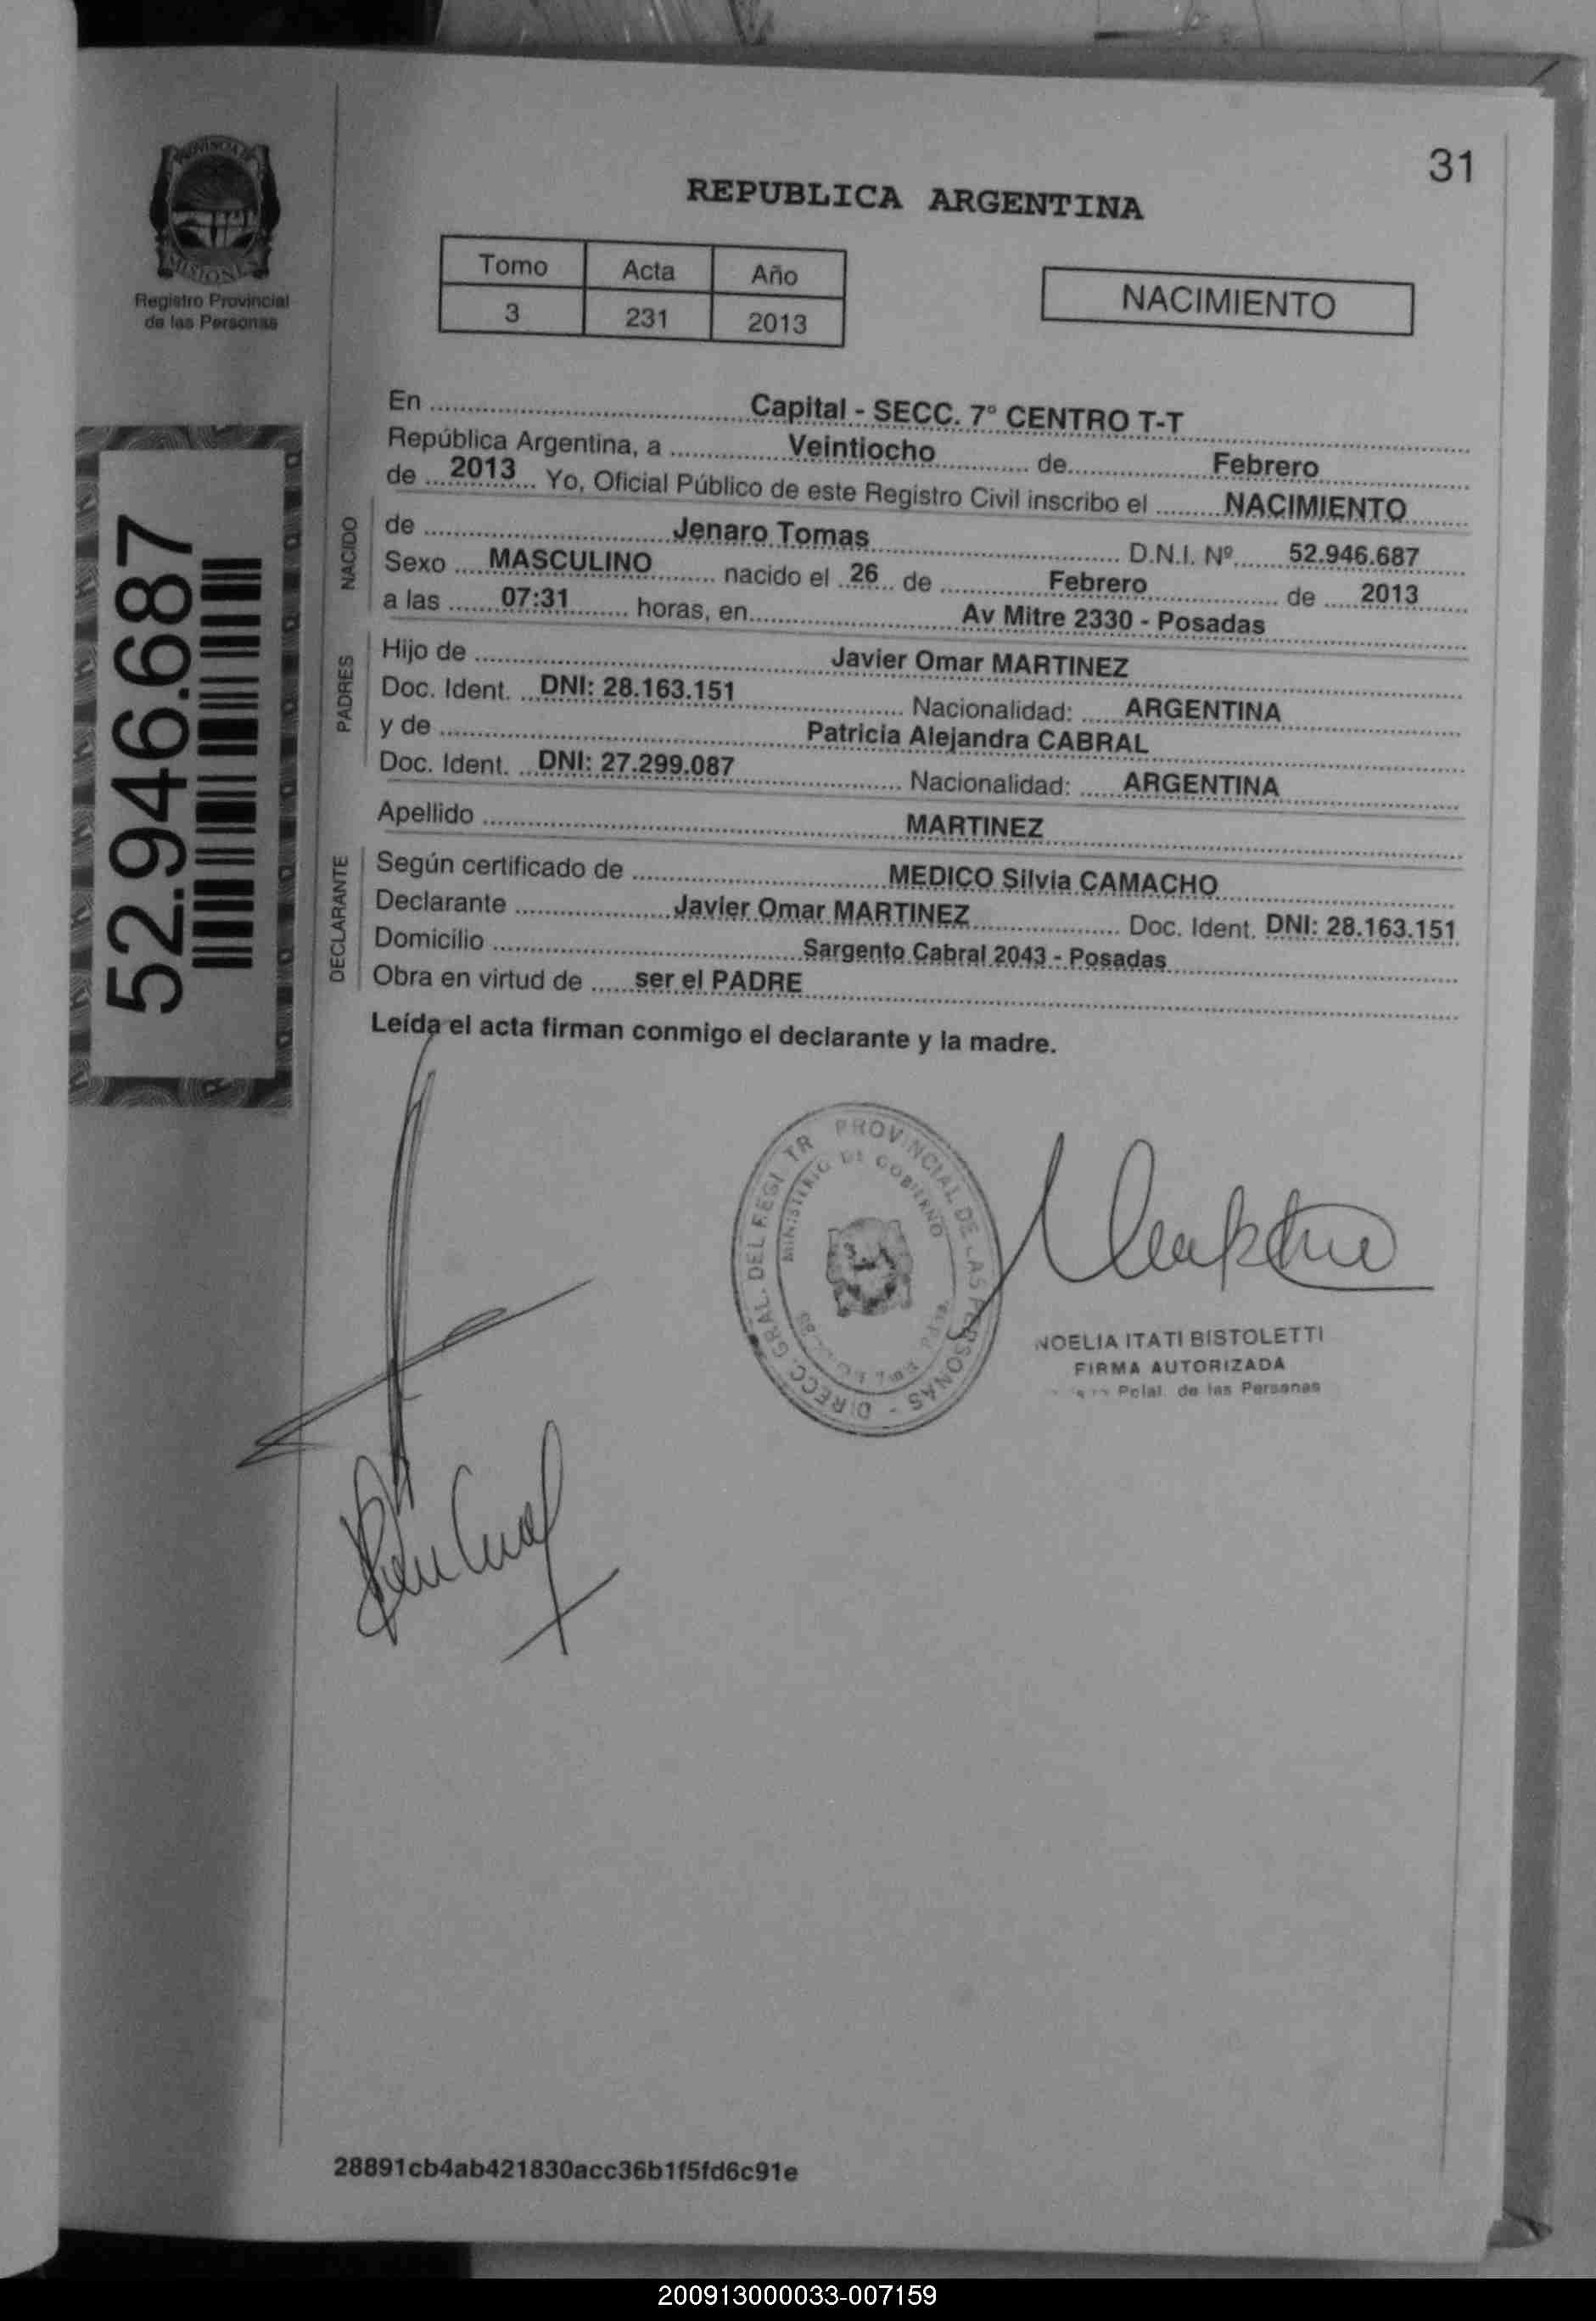 PROVINCIA DE
MISIONES
Registro Provincial
de las Personas
31
REPUBLICA ARGENTINA
Tomo Acta Año
3 231 2013
NACIMIENTO
En Capital - SECC. 7° CENTRO T-T
República Argentina, a Veintiocho de Febrero
de 2013 Yo, Oficial Público de este Registro Civil inscribo el NACIMIENTO
NACIDO
de Jenaro Tomas D.N.I. Nº 52.946.687
Sexo MASCULINO nacido el 26 de Febrero de 2013
a las 07:31 horas, en Av Mitre 2330 - Posadas
PADRES
Hijo de Javier Omar MARTINEZ
Doc. Ident. DNI: 28.163.151 Nacionalidad: ARGENTINA
y de Patricia Alejandra CABRAL
Doc. Ident. DNI: 27.299.087 Nacionalidad: ARGENTINA
Apellido MARTINEZ
DECLARANTE
Según certificado de MEDICO Silvia CAMACHO
Declarante Javier Omar MARTINEZ Doc. Ident. DNI: 28.163.151
Domicilio Sargento Cabral 2043 - Posadas
Obra en virtud de ser el PADRE
Leída el acta firman conmigo el declarante y la madre.
52.946.687
DIRECC. GRAL. DEL REGISTR PROVINCIAL DE LAS PERSONAS -
MINISTERIO DE GOBIERNO
NOELIA ITATI BISTOLETTI
FIRMA AUTORIZADA
Pcial. de las Personas
28891cb4ab421830acc36b1f5fd6c91e
200913000033-007159